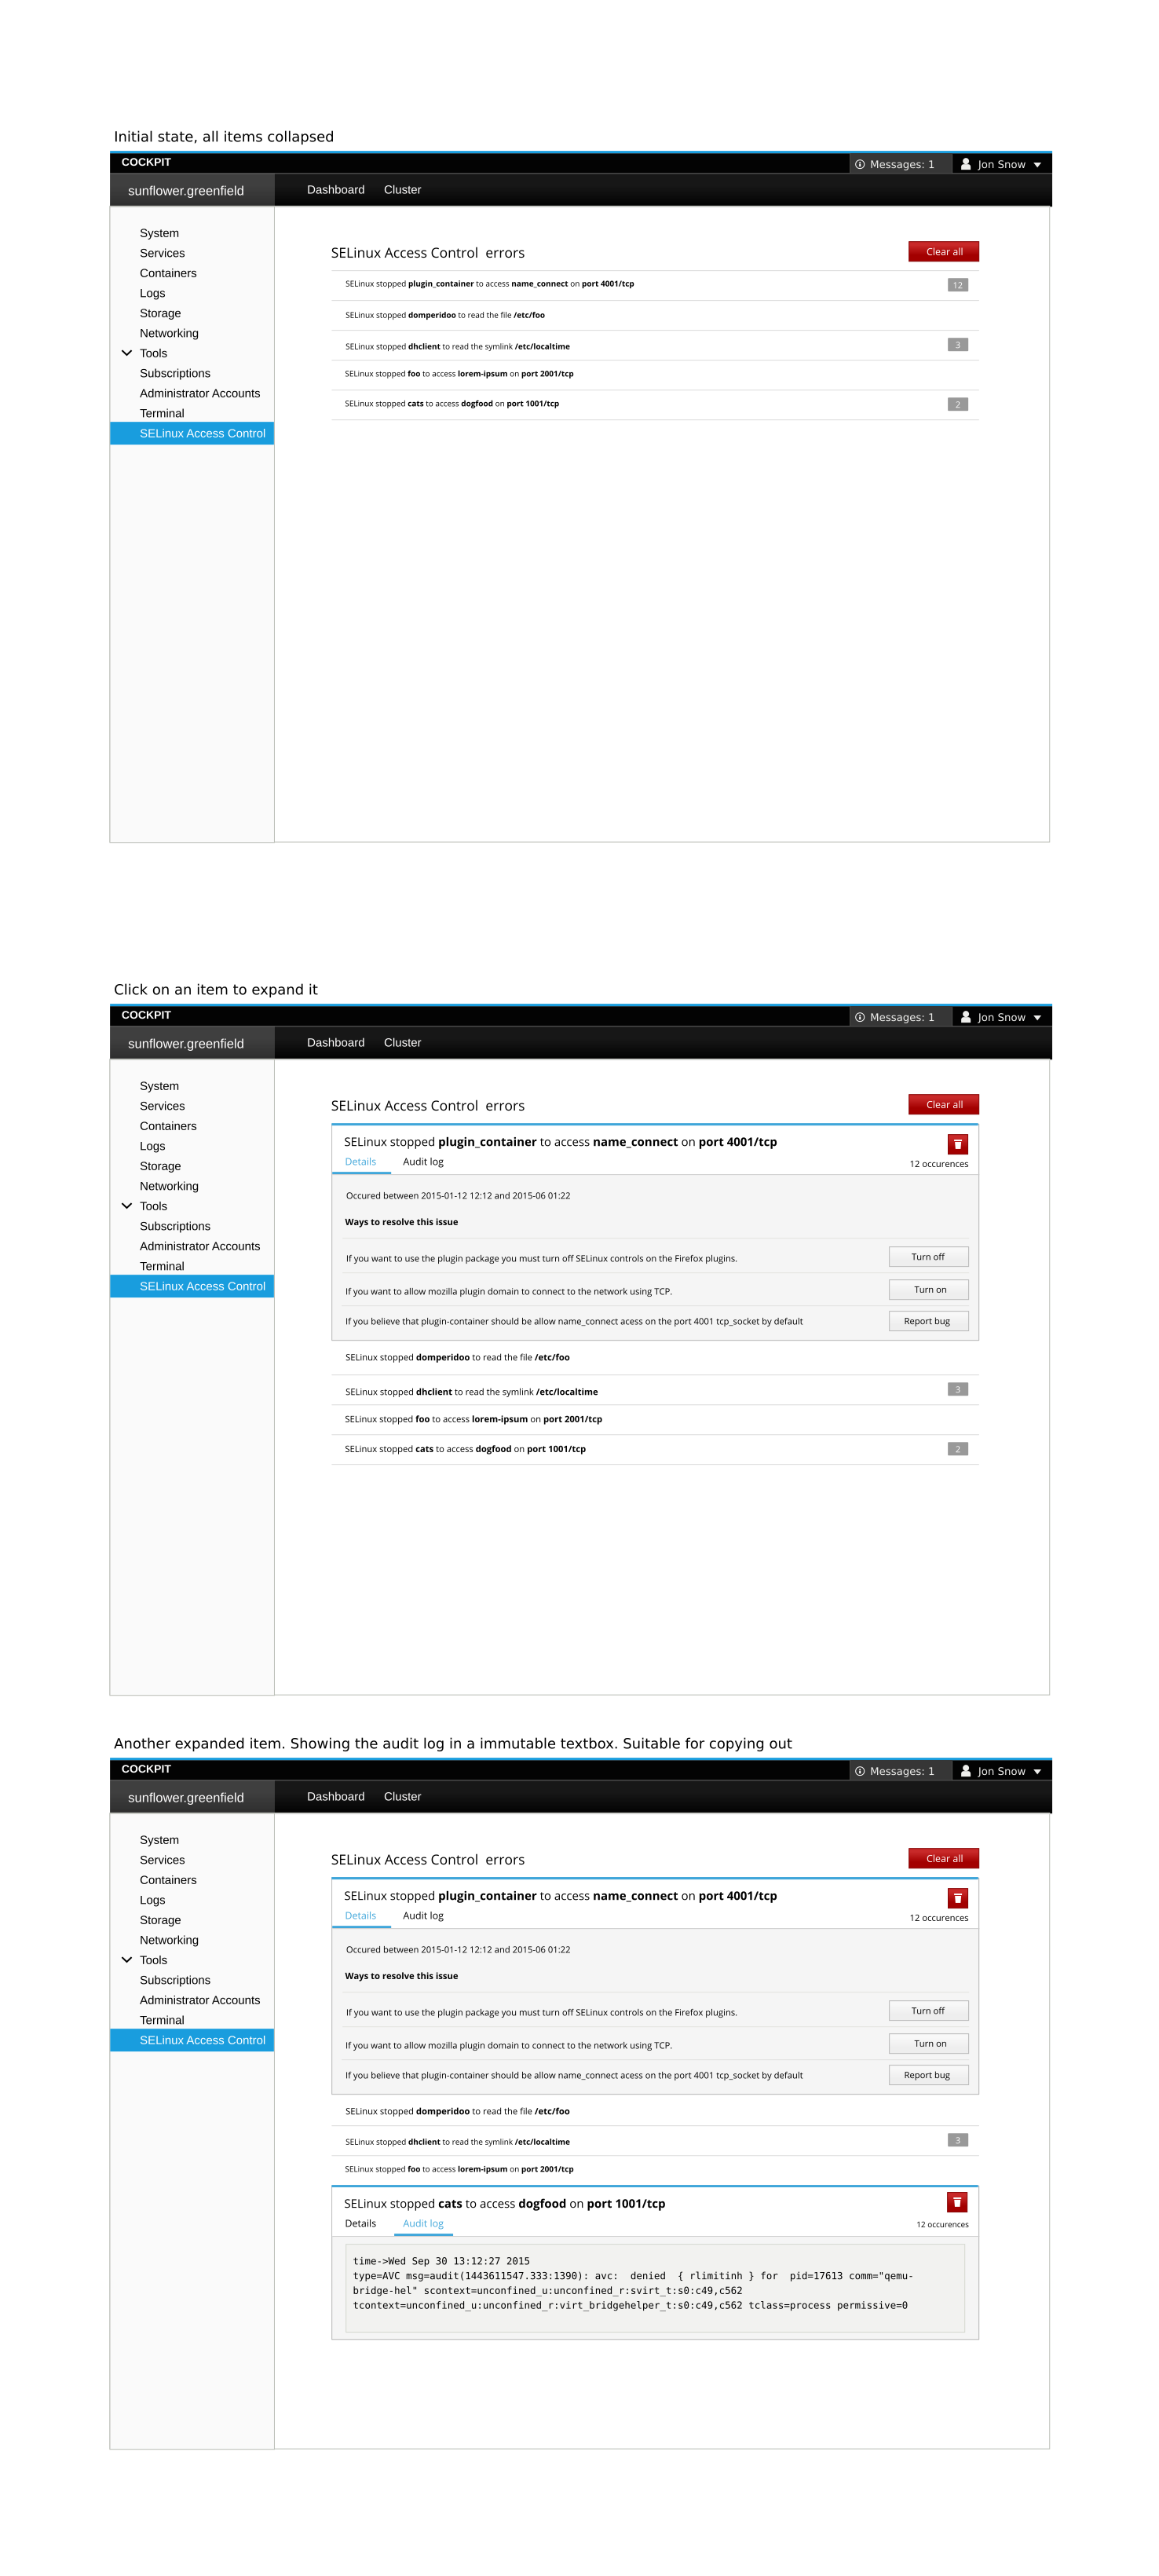 Initial state, all items collapsed
COCKPIT
Messages: 1
Jon Snow
sunflower.greenfield
Dashboard
Cluster
System
Services
Containers
Logs
Storage
Networking
Tools
Subscriptions
Administrator Accounts
Terminal
SELinux Access Control
SELinux Access Control errors
Clear all
SELinux stopped plugin_container to access name_connect on port 4001/tcp
12
SELinux stopped domperidoo to read the file /etc/foo
SELinux stopped dhclient to read the symlink /etc/localtime
3
SELinux stopped foo to access lorem-ipsum on port 2001/tcp
SELinux stopped cats to access dogfood on port 1001/tcp
2
Click on an item to expand it
COCKPIT
Messages: 1
Jon Snow
sunflower.greenfield
Dashboard
Cluster
System
Services
Containers
Logs
Storage
Networking
Tools
Subscriptions
Administrator Accounts
Terminal
SELinux Access Control
SELinux Access Control errors
Clear all
SELinux stopped plugin_container to access name_connect on port 4001/tcp
Details
Audit log
12 occurences
Occured between 2015-01-12 12:12 and 2015-06 01:22
Ways to resolve this issue
If you want to use the plugin package you must turn off SELinux controls on the Firefox plugins.
Turn off
If you want to allow mozilla plugin domain to connect to the network using TCP.
Turn on
If you believe that plugin-container should be allow name_connect acess on the port 4001 tcp_socket by default
Report bug
SELinux stopped domperidoo to read the file /etc/foo
SELinux stopped dhclient to read the symlink /etc/localtime
3
SELinux stopped foo to access lorem-ipsum on port 2001/tcp
SELinux stopped cats to access dogfood on port 1001/tcp
2
Another expanded item. Showing the audit log in a immutable textbox. Suitable for copying out
COCKPIT
Messages: 1
Jon Snow
sunflower.greenfield
Dashboard
Cluster
System
Services
Containers
Logs
Storage
Networking
Tools
Subscriptions
Administrator Accounts
Terminal
SELinux Access Control
SELinux Access Control errors
Clear all
SELinux stopped plugin_container to access name_connect on port 4001/tcp
Details
Audit log
12 occurences
Occured between 2015-01-12 12:12 and 2015-06 01:22
Ways to resolve this issue
If you want to use the plugin package you must turn off SELinux controls on the Firefox plugins.
Turn off
If you want to allow mozilla plugin domain to connect to the network using TCP.
Turn on
If you believe that plugin-container should be allow name_connect acess on the port 4001 tcp_socket by default
Report bug
SELinux stopped domperidoo to read the file /etc/foo
SELinux stopped dhclient to read the symlink /etc/localtime
3
SELinux stopped foo to access lorem-ipsum on port 2001/tcp
SELinux stopped cats to access dogfood on port 1001/tcp
Details
Audit log
12 occurences
time->Wed Sep 30 13:12:27 2015
type=AVC msg=audit(1443611547.333:1390): avc:  denied  { rlimitinh } for  pid=17613 comm="qemu-
bridge-hel" scontext=unconfined_u:unconfined_r:svirt_t:s0:c49,c562
tcontext=unconfined_u:unconfined_r:virt_bridgehelper_t:s0:c49,c562 tclass=process permissive=0